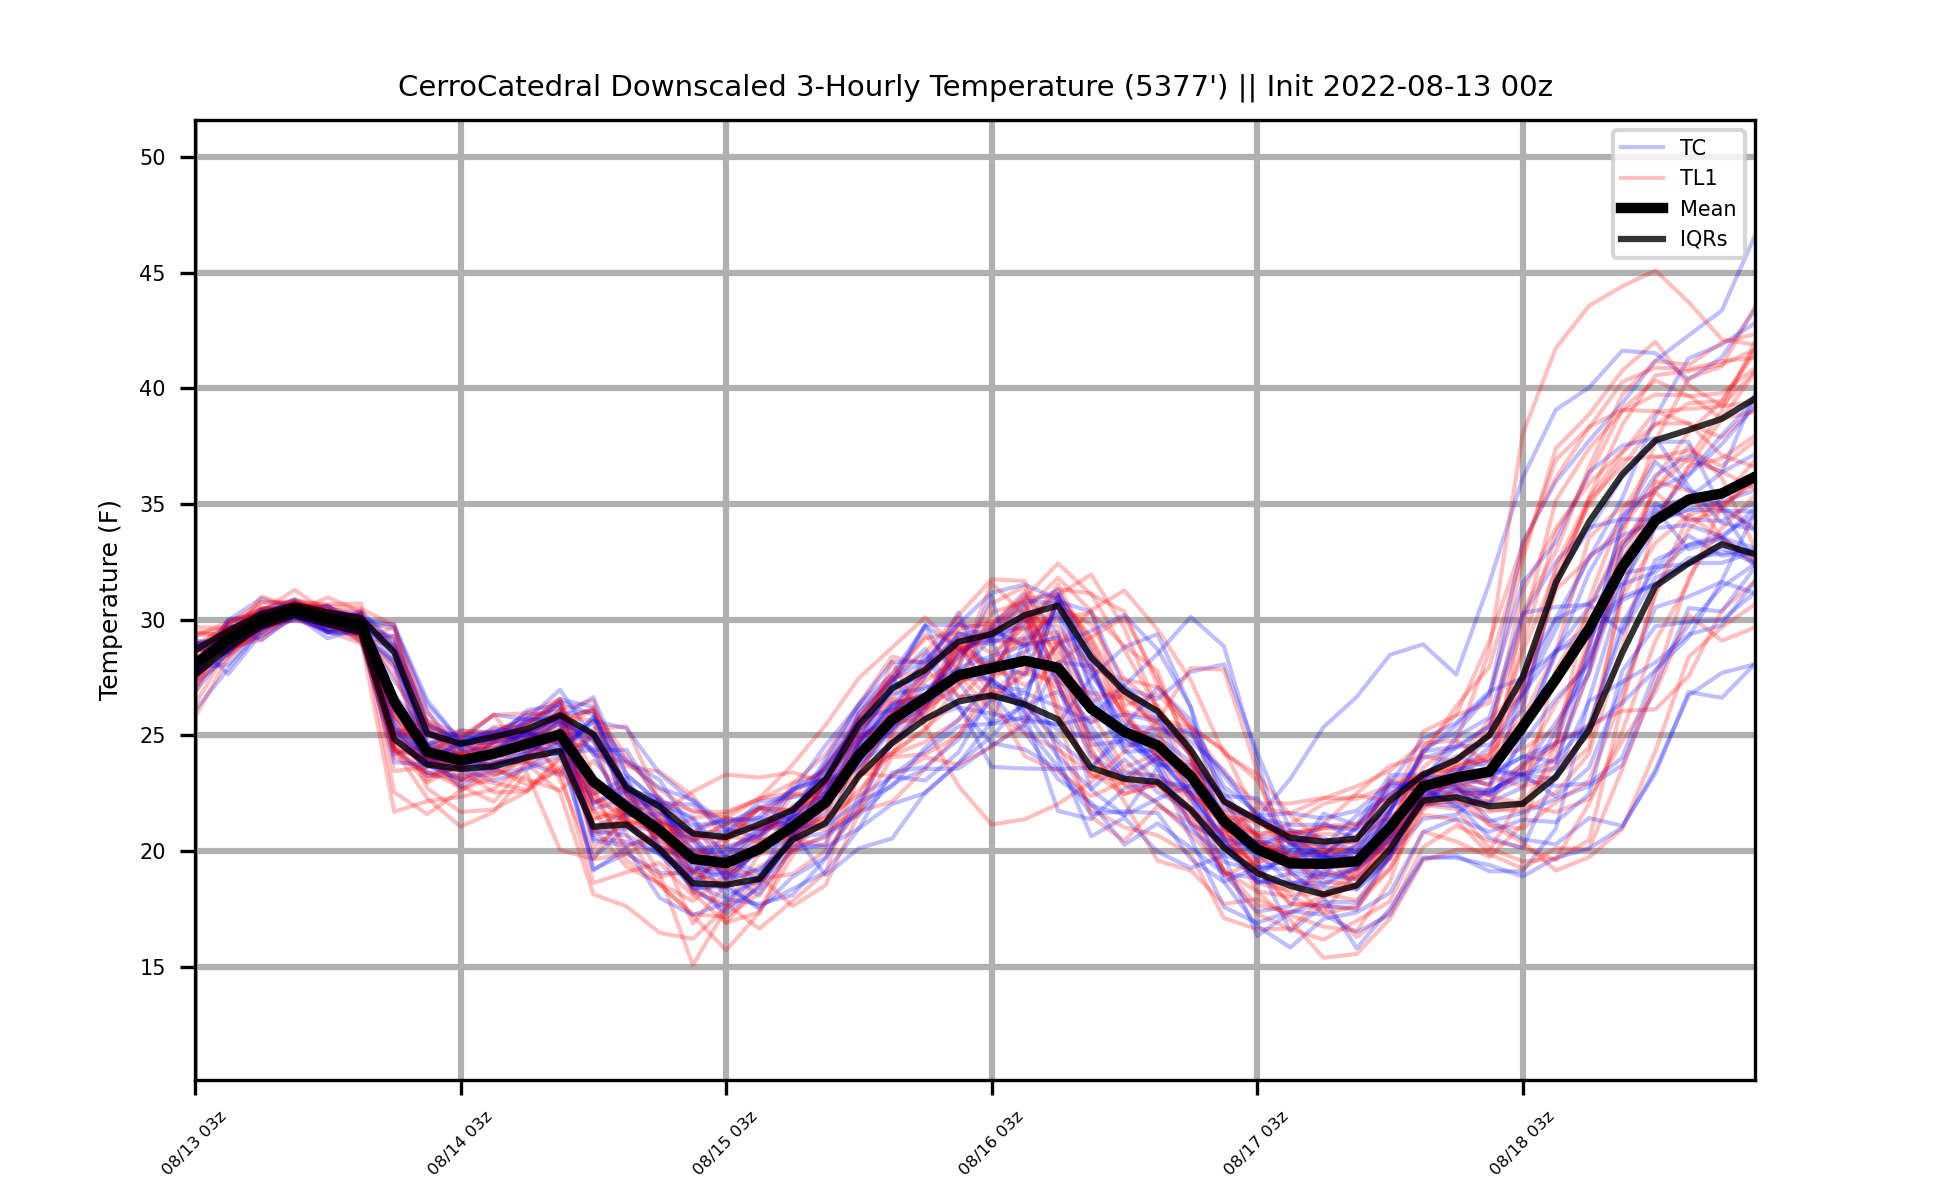 CerroCatedral Downscaled 3-Hourly Temperature (5377') || Init 2022-08-13 00z
TC
TL1
Mean
IQRs
Temperature (F)
50
45
40
35
30
25
20
15
08/13 03z
08/14 03z
08/15 03z
08/16 03z
08/17 03z
08/18 03z